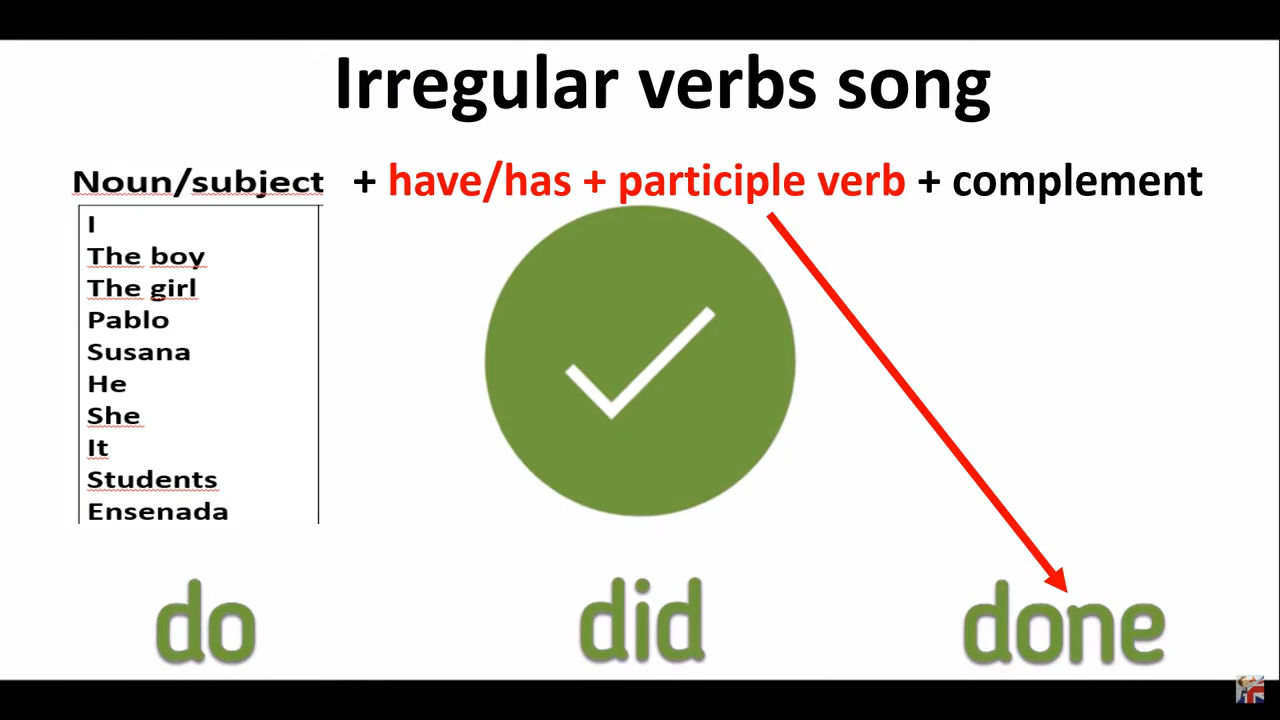 Irregular verbs song
Noun/subject + have/has + participle verb + complement
I
The boy
The girl
Pablo
Susana
He
She
It
Students
Ensenada
do did done